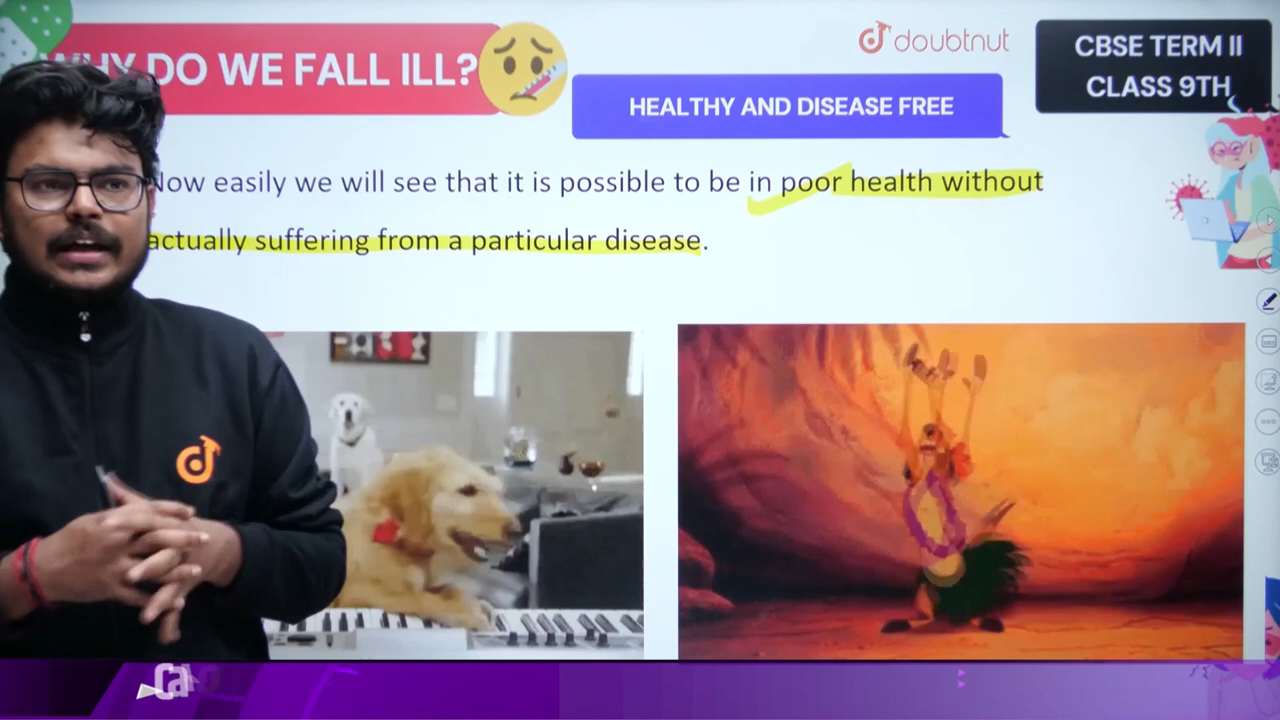 WHY DO WE FALL ILL?
doubtnut
CBSE TERM II
CLASS 9TH
HEALTHY AND DISEASE FREE
Now easily we will see that it is possible to be in poor health without
actually suffering from a particular disease.